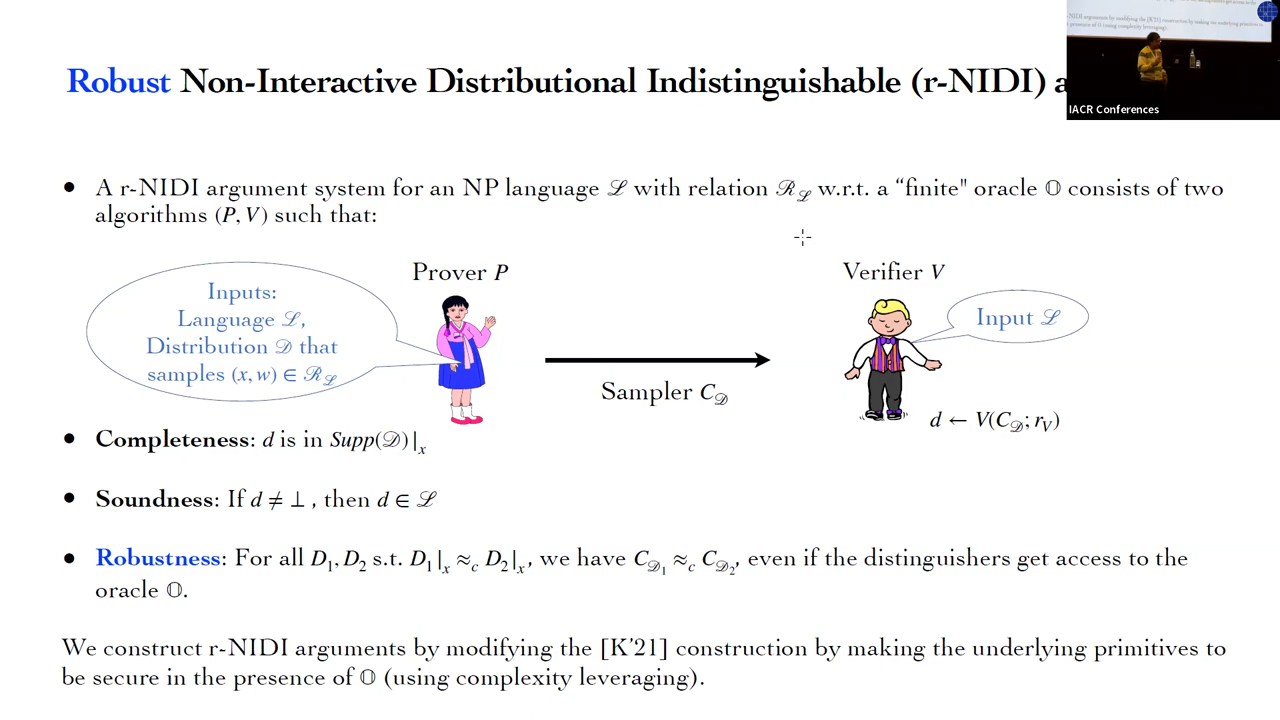 Robust Non-Interactive Distributional Indistinguishable (r-NIDI) a
IACR Conferences
• A r-NIDI argument system for an NP language ℒ with relation ℛ_ℒ w.r.t. a “finite" oracle 𝕆 consists of two
algorithms (P, V) such that:
Prover P
Verifier V
Inputs:
Language ℒ,
Distribution 𝒟 that
samples (x, w) ∈ ℛ_ℒ
Input ℒ
Sampler C_𝒟
d ← V(C_𝒟; r_V)
• Completeness: d is in Supp(𝒟)|_x
• Soundness: If d ≠ ⊥ , then d ∈ ℒ
• Robustness: For all D_1, D_2 s.t. D_1|_x ≈_c D_2|_x, we have C_𝒟_1 ≈_c C_𝒟_2, even if the distinguishers get access to the
oracle 𝕆.
We construct r-NIDI arguments by modifying the [K'21] construction by making the underlying primitives to
be secure in the presence of 𝕆 (using complexity leveraging).